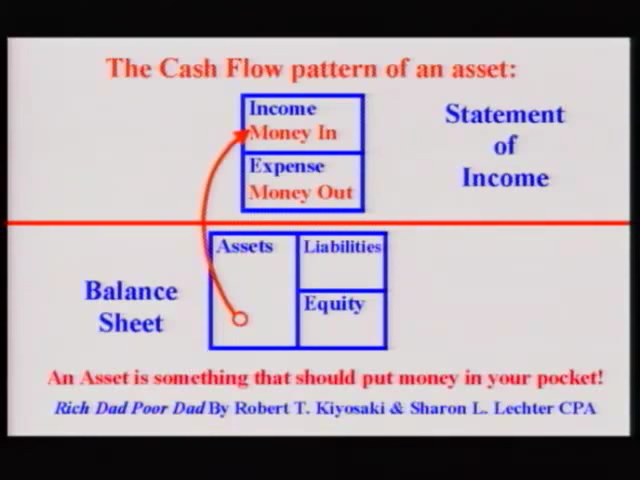 The Cash Flow pattern of an asset:
Income
Money In
Expense
Money Out
Statement
of
Income
Assets
Liabilities
Equity
Balance
Sheet
An Asset is something that should put money in your pocket!
Rich Dad Poor Dad By Robert T. Kiyosaki & Sharon L. Lechter CPA